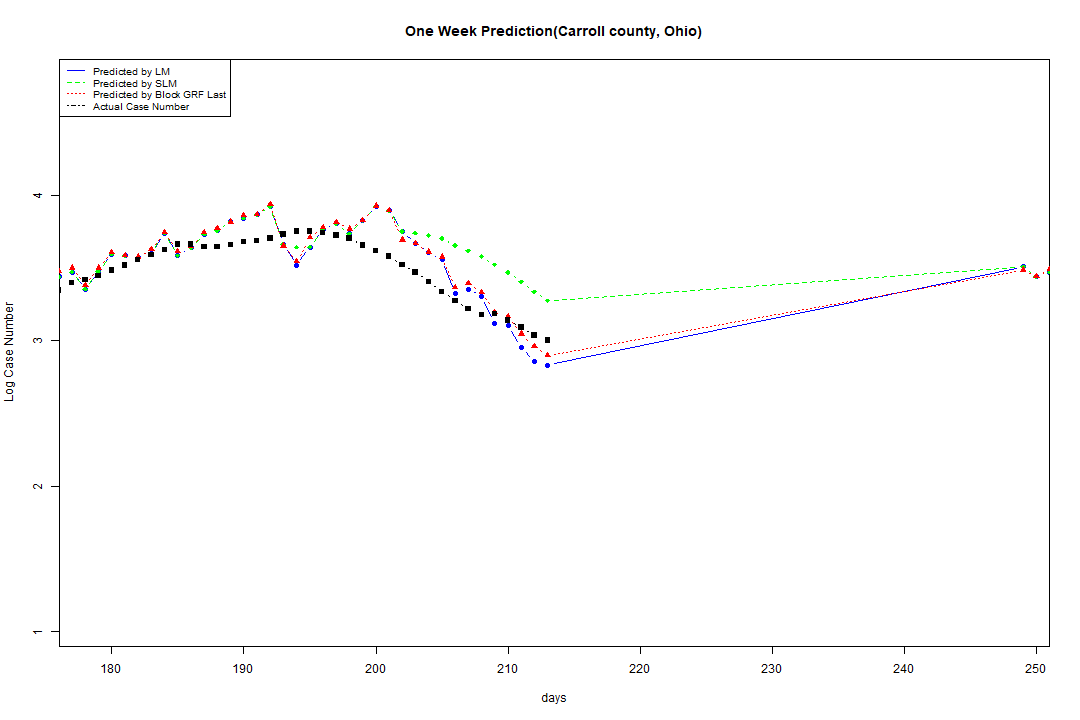 One Week Prediction(Carroll county, Ohio)
Predicted by LM
Predicted by SLM
Predicted by Block GRF Last
Actual Case Number
4
3
2
1
Log Case Number
180 190 200 210 220 230 240 250
days